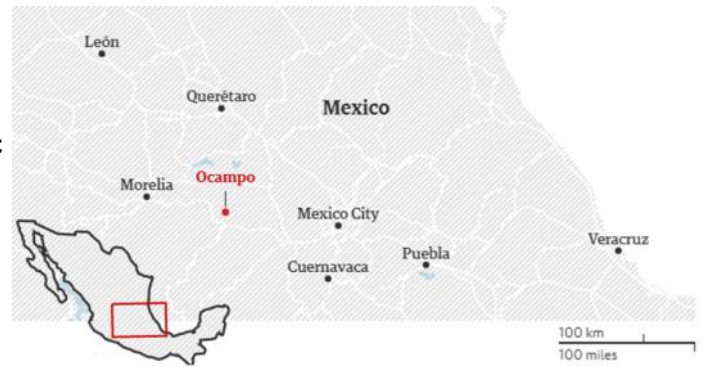 León
Querétaro
Mexico
Morelia
Ocampo
Mexico City
Veracruz
Puebla
Cuernavaca
100 km
100 miles